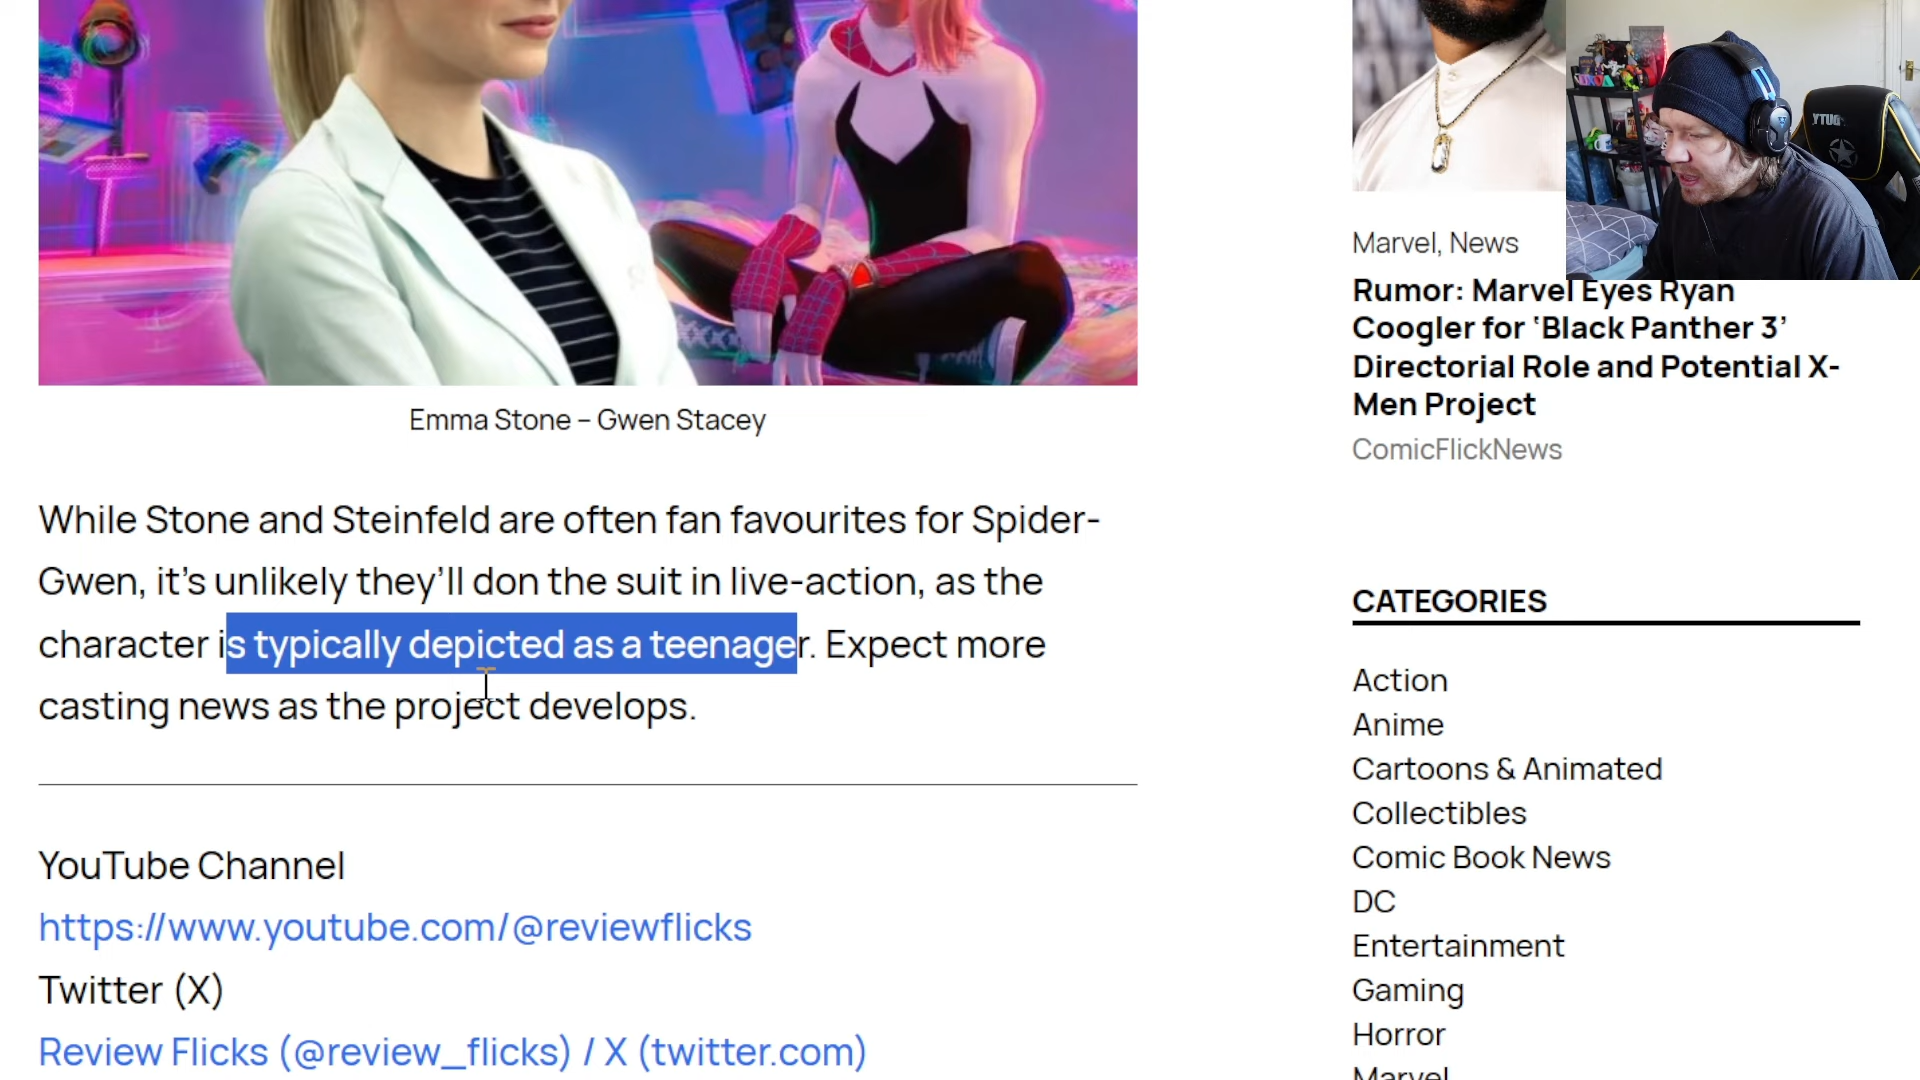 Emma Stone – Gwen Stacey
While Stone and Steinfeld are often fan favourites for Spider-
Gwen, it’s unlikely they’ll don the suit in live-action, as the
character is typically depicted as a teenager. Expect more
casting news as the project develops.
YouTube Channel
https://www.youtube.com/@reviewflicks
Twitter (X)
Review Flicks (@review_flicks) / X (twitter.com)
YTUG
Marvel, News
Rumor: Marvel Eyes Ryan
Coogler for ‘Black Panther 3’
Directorial Role and Potential X-
Men Project
ComicFlickNews
CATEGORIES
Action
Anime
Cartoons & Animated
Collectibles
Comic Book News
DC
Entertainment
Gaming
Horror
Marvel